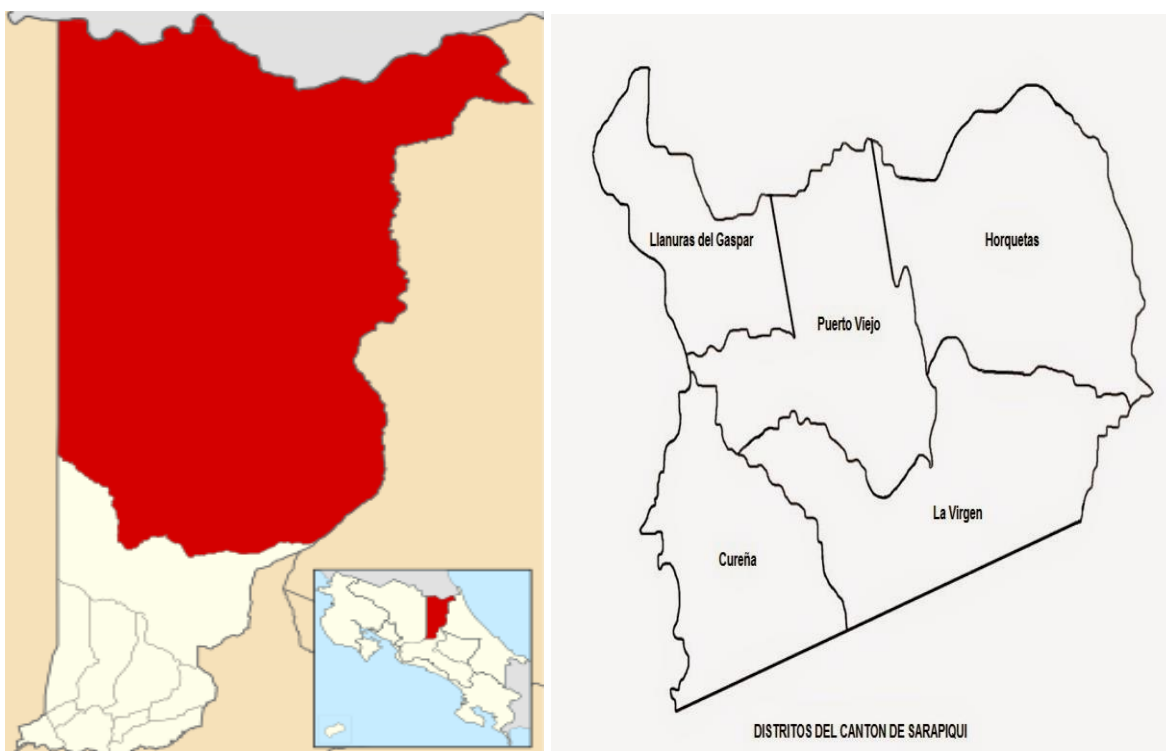 Llanuras del Gaspar
Horquetas
Puerto Viejo
La Virgen
Cureña
DISTRITOS DEL CANTON DE SARAPIQUI